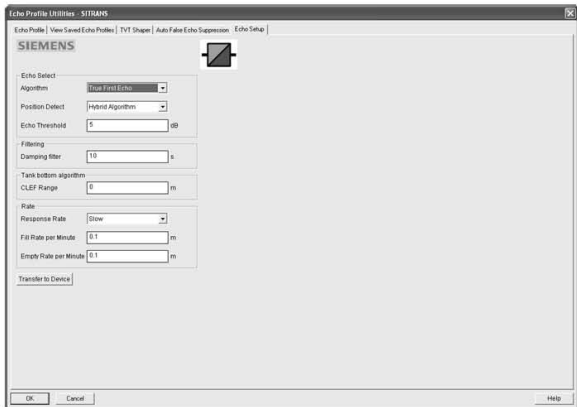 Echo Profile Utilities - SITRANS
Echo Profile View Saved Echo Profiles TVT Shaper Auto False Echo Suppression Echo Setup
SIEMENS
Echo Select
Algorithm True First Echo
Position Detect Hybrid Algorithm
Echo Threshold 5 dB
Filtering
Damping filter 10 s
Tank bottom algorithm
CLEF Range 0 m
Rate
Response Rate Slow
Fill Rate per Minute 0.1 m
Empty Rate per Minute 0.1 m
Transfer to Device
OK Cancel Help